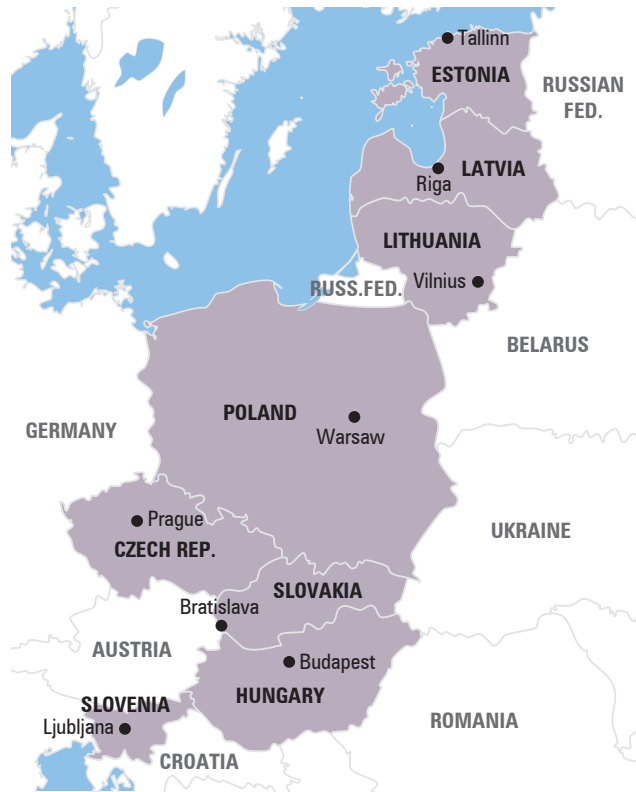 Tallinn
ESTONIA
RUSSIAN
FED.
LATVIA
Riga
LITHUANIA
Vilnius
RUSS.FED.
BELARUS
POLAND
GERMANY
Warsaw
Prague
UKRAINE
CZECH REP.
SLOVAKIA
Bratislava
AUSTRIA
Budapest
HUNGARY
SLOVENIA
ROMANIA
Ljubljana
CROATIA